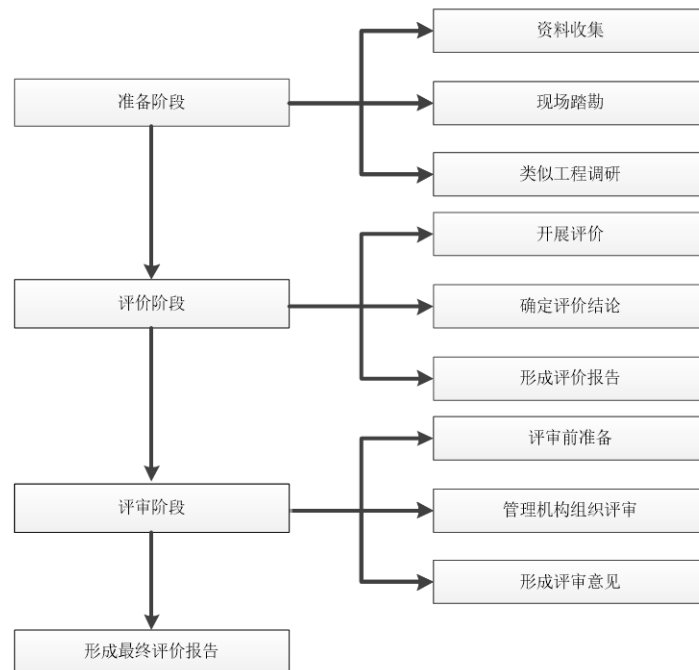 准备阶段
资料收集
现场踏勘
类似工程调研
评价阶段
开展评价
确定评价结论
形成评价报告
评审阶段
评审前准备
管理机构组织评审
形成评审意见
形成最终评价报告